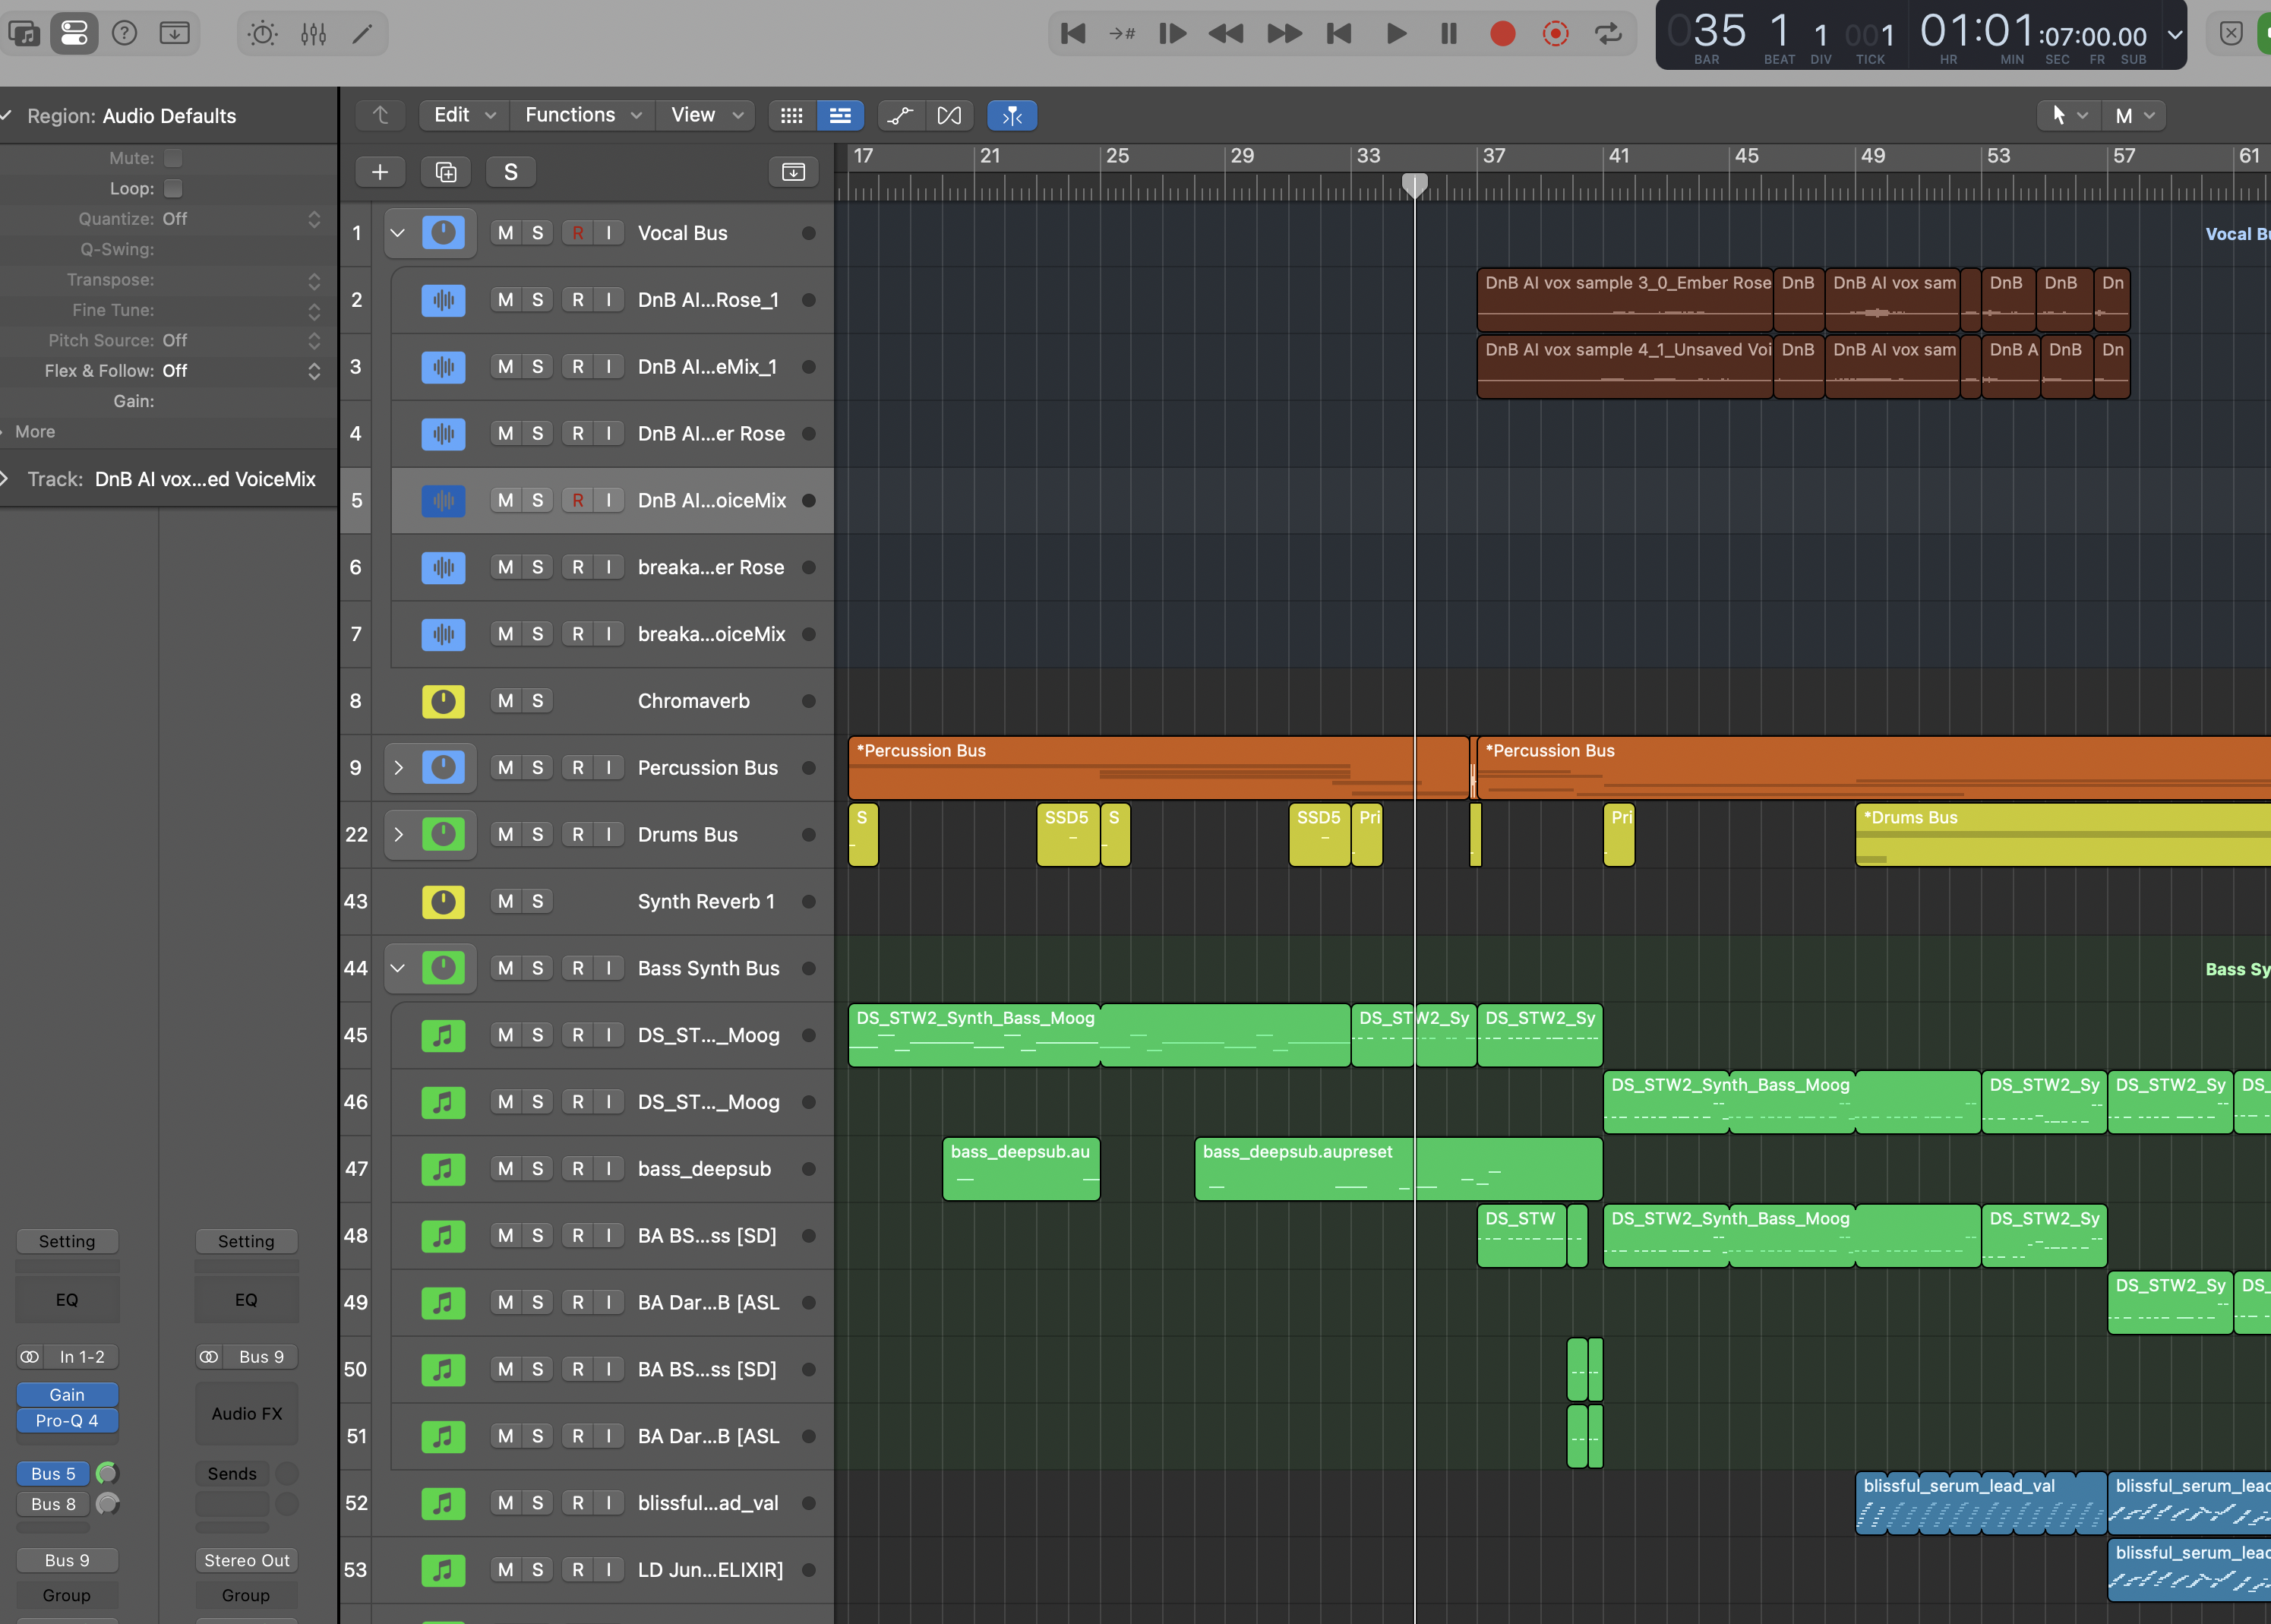 035 1 1 001 01:01:07:00.00
BAR BEAT DIV TICK HR MIN SEC FR SUB
Region: Audio Defaults
Edit Functions View M
Mute:
Loop:
Quantize: Off
Q-Swing:
Transpose:
Fine Tune:
Pitch Source: Off
Flex & Follow: Off
Gain:
More
Track: DnB AI vox...ed VoiceMix
S
17 21 25 29 33 37 41 45 49 53 57 61
1 M S R I Vocal Bus
2 M S R I DnB AI...Rose_1 DnB AI vox sample 3_0_Ember Rose DnB DnB AI vox sam DnB DnB Dn
3 M S R I DnB AI...eMix_1 DnB AI vox sample 4_1_Unsaved Voi DnB DnB AI vox sam DnB A DnB Dn
4 M S R I DnB AI...er Rose
5 M S R I DnB AI...oiceMix
6 M S R I breaka...er Rose
7 M S R I breaka...oiceMix
8 M S Chromaverb
9 M S R I Percussion Bus *Percussion Bus *Percussion Bus
22 M S R I Drums Bus S SSD5 S SSD5 Pri Pri *Drums Bus
43 M S Synth Reverb 1
44 M S R I Bass Synth Bus Bass Sy
45 M S R I DS_ST..._Moog DS_STW2_Synth_Bass_Moog DS_STW2_Sy DS_STW2_Sy
46 M S R I DS_ST..._Moog DS_STW2_Synth_Bass_Moog DS_STW2_Sy DS_STW2_Sy DS_
47 M S R I bass_deepsub bass_deepsub.au bass_deepsub.aupreset
48 M S R I BA BS...ss [SD] DS_STW DS_STW2_Synth_Bass_Moog DS_STW2_Sy
49 M S R I BA Dar...B [ASL DS_STW2_Sy DS_
50 M S R I BA BS...ss [SD]
51 M S R I BA Dar...B [ASL
52 M S R I blissful...ad_val blissful_serum_lead_val blissful_serum_lead
53 M S R I LD Jun...ELIXIR] blissful_serum_lead
Setting Setting
EQ EQ
In 1-2 Bus 9
Gain
Pro-Q 4 Audio FX
Bus 5 Sends
Bus 8
Bus 9 Stereo Out
Group Group